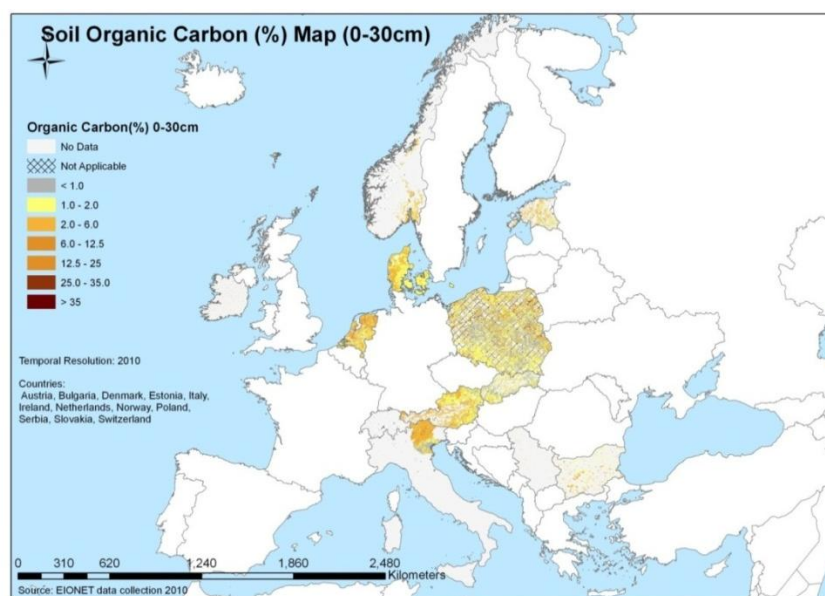 Soil Organic Carbon (%) Map (0-30cm)
Organic Carbon(%) 0-30cm
No Data
Not Applicable
< 1.0
1.0 - 2.0
2.0 - 6.0
6.0 - 12.5
12.5 - 25
25.0 - 35.0
> 35
Temporal Resolution: 2010
Countries:
Austria, Bulgaria, Denmark, Estonia, Italy,
Ireland, Netherlands, Norway, Poland,
Serbia, Slovakia, Switzerland
0 310 620 1,240 1,860 2,480
Kilometers
Source: EIONET data collection 2010